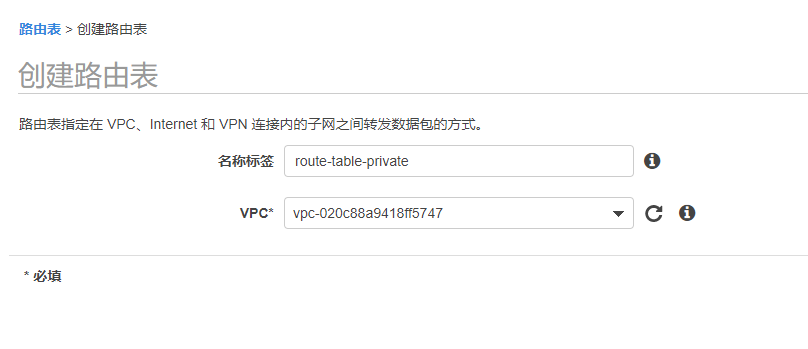 路由表 > 创建路由表
创建路由表
路由表指定在 VPC、Internet 和 VPN 连接内的子网之间转发数据包的方式。
名称标签 route-table-private
VPC* vpc-020c88a9418ff5747
* 必填